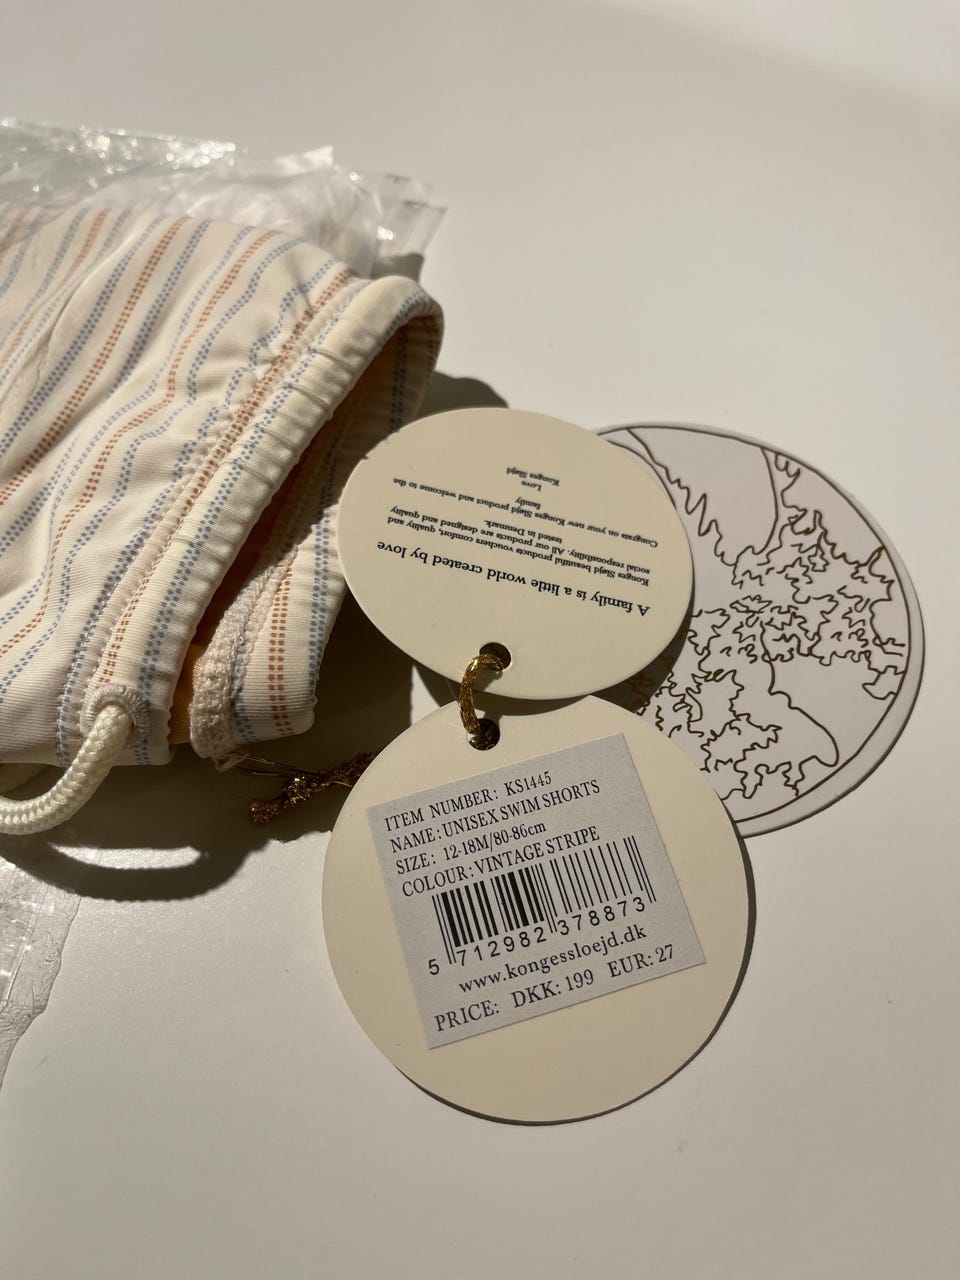 A family is a little world created by love
Konges Sløjd beautiful products vouchers comfort, quality and
social responsibility. All our products are designed and quality
tested in Denmark.
Congrats on your new Konges Sløjd product and welcome to the
family
Love
Konges Sløjd
ITEM NUMBER: KS1445
NAME: UNISEX SWIM SHORTS
SIZE: 12-18M/80-86cm
COLOUR: VINTAGE STRIPE
5 712982 378873
www.kongessloejd.dk
PRICE: DKK: 199 EUR: 27